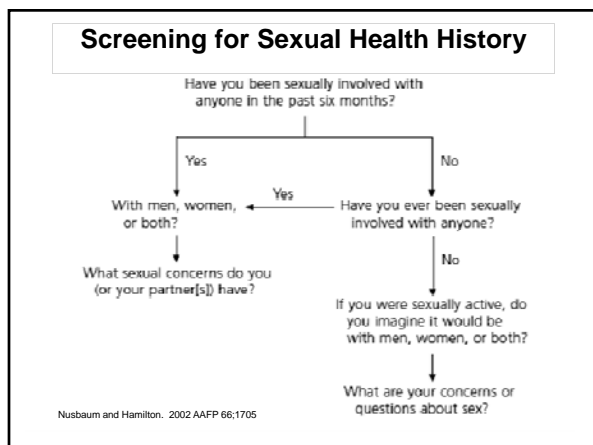 Screening for Sexual Health History
Have you been sexually involved with
anyone in the past six months?
Yes
No
With men, women,
or both?
Yes
Have you ever been sexually
involved with anyone?
What sexual concerns do you
(or your partner[s]) have?
No
If you were sexually active, do
you imagine it would be
with men, women, or both?
What are your concerns or
questions about sex?
Nusbaum and Hamilton. 2002 AAFP 66;1705